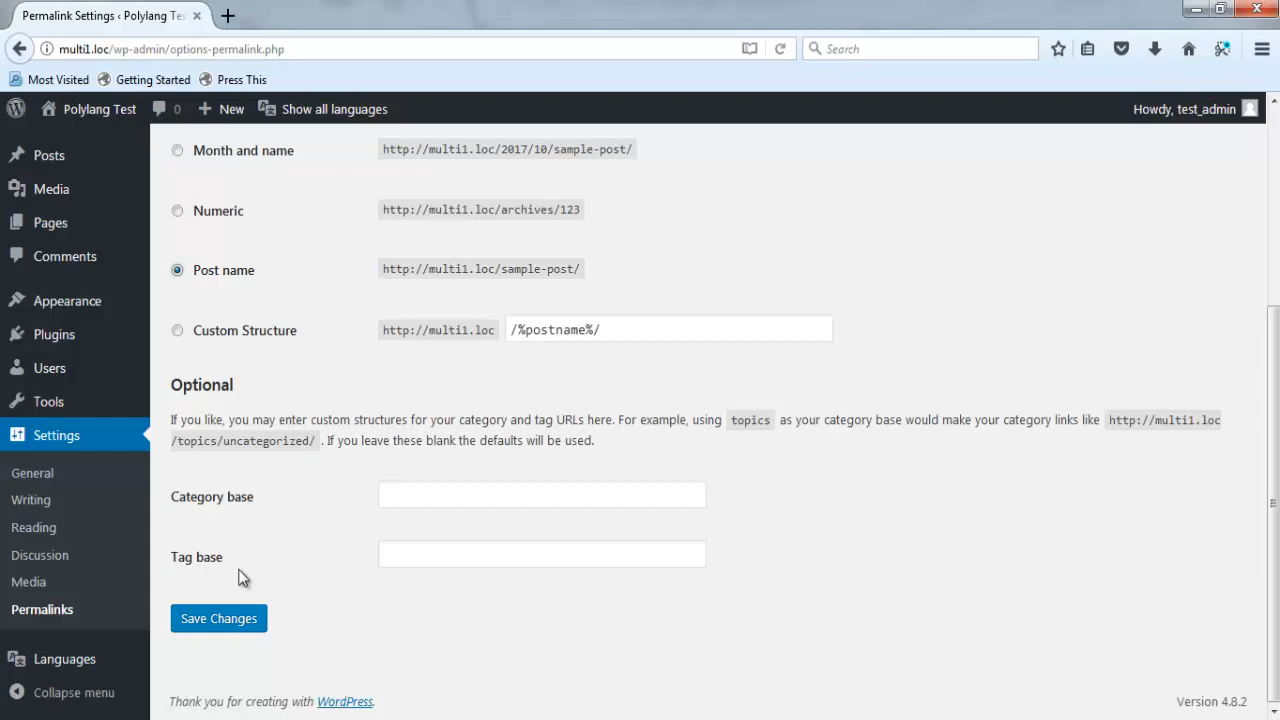 Permalink Settings ‹ Polylang Tes
multi1.loc/wp-admin/options-permalink.php
Search
Most Visited
Getting Started
Press This
Polylang Test
0
New
Show all languages
Howdy, test_admin
Posts
Media
Pages
Comments
Appearance
Plugins
Users
Tools
Settings
General
Writing
Reading
Discussion
Media
Permalinks
Languages
Collapse menu
Month and name
http://multi1.loc/2017/10/sample-post/
Numeric
http://multi1.loc/archives/123
Post name
http://multi1.loc/sample-post/
Custom Structure
http://multi1.loc
/%postname%/
Optional
If you like, you may enter custom structures for your category and tag URLs here. For example, using topics as your category base would make your category links like http://multi1.loc
/topics/uncategorized/ . If you leave these blank the defaults will be used.
Category base
Tag base
Save Changes
Thank you for creating with WordPress.
Version 4.8.2